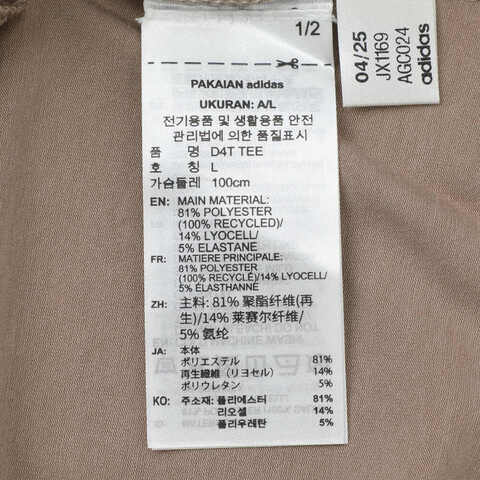 1/2
PAKAIAN adidas
UKURAN: A/L
전기용품 및 생활용품 안전
관리법에 의한 품질표시
품 명 D4T TEE
호 칭 L
가슴둘레 100cm
EN: MAIN MATERIAL:
81% POLYESTER
(100% RECYCLED)/
14% LYOCELL/
5% ELASTANE
FR: MATIERE PRINCIPALE:
81% POLYESTER
(100% RECYCLÉ)/14% LYOCELL/
5% ÉLASTHANNE
ZH: 主料: 81% 聚酯纤维(再
生)/14% 莱赛尔纤维/
5% 氨纶
JA: 本体
ポリエステル 81%
再生繊維 (リヨセル) 14%
ポリウレタン 5%
KO: 주소재: 폴리에스터 81%
리오셀 14%
폴리우레탄 5%
04/25
JX1169
AGC024
adidas